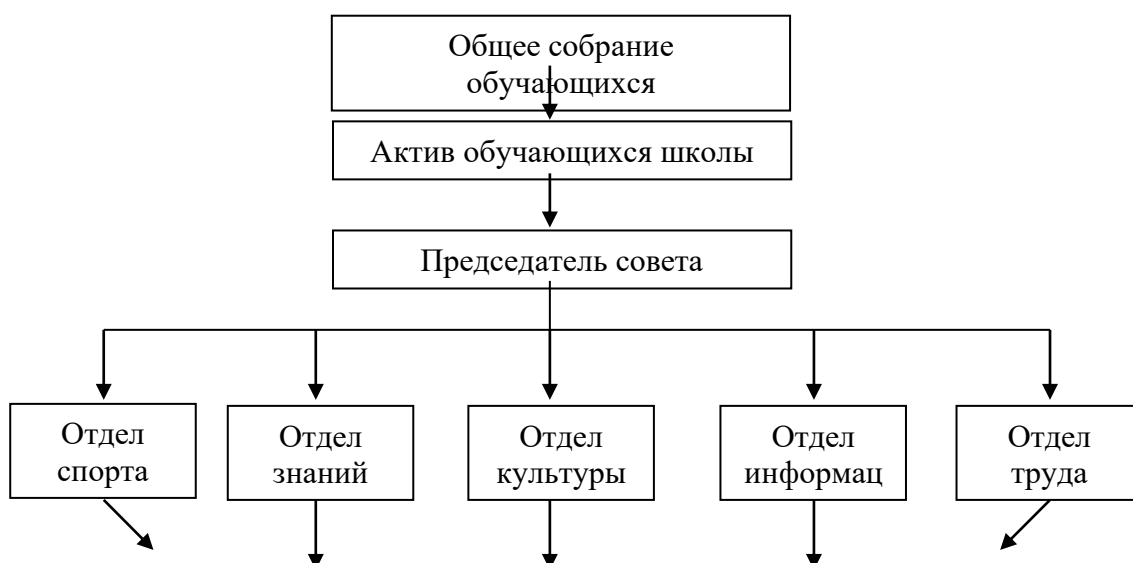 Общее собрание
обучающихся
Актив обучающихся школы
Председатель совета
Отдел
спорта
Отдел
знаний
Отдел
культуры
Отдел
информац
Отдел
труда